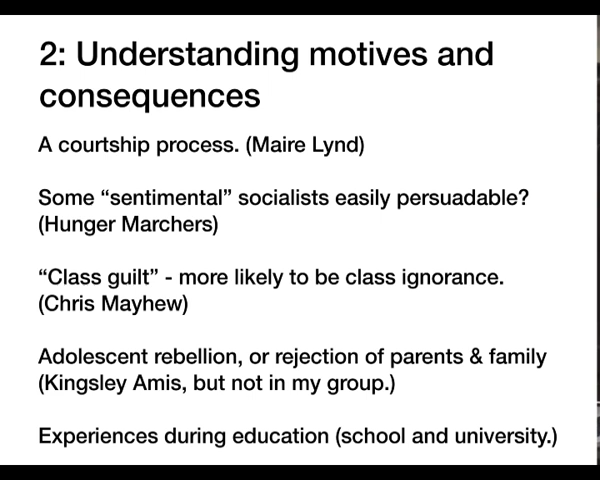 2: Understanding motives and
consequences
A courtship process. (Maire Lynd)
Some “sentimental” socialists easily persuadable?
(Hunger Marchers)
“Class guilt” - more likely to be class ignorance.
(Chris Mayhew)
Adolescent rebellion, or rejection of parents & family
(Kingsley Amis, but not in my group.)
Experiences during education (school and university.)